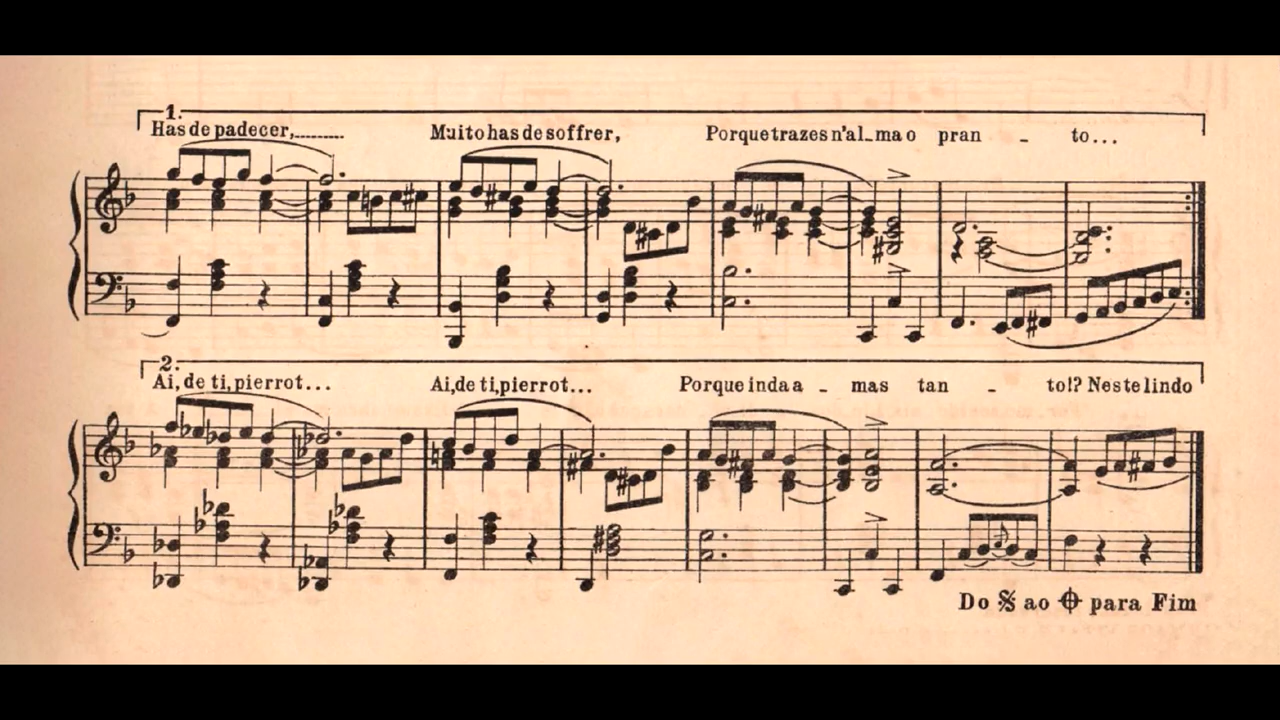 1.
Has de padecer,......... Muito has de soffrer, Porque trazes n'al_ma o pran - to...
2.
Ai, de ti, pierrot... Ai, de ti, pierrot... Porque inda a - mas tan - to!? Neste lindo
Do 𝄋 ao 𝄌 para Fim